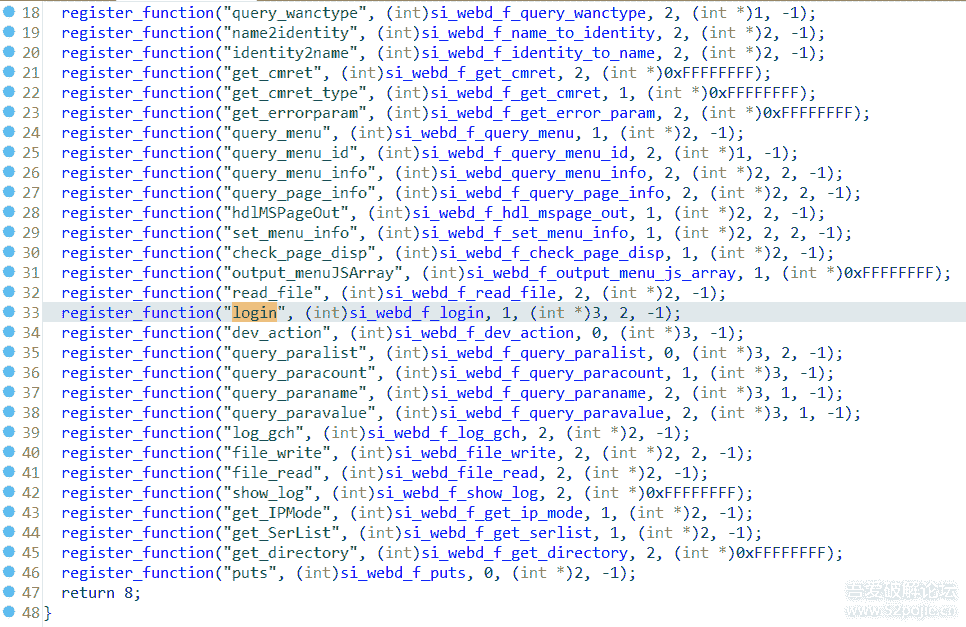 18 register_function("query_wanctype", (int)si_webd_f_query_wanctype, 2, (int *)1, -1);
19 register_function("name2identity", (int)si_webd_f_name_to_identity, 2, (int *)2, -1);
20 register_function("identity2name", (int)si_webd_f_identity_to_name, 2, (int *)2, -1);
21 register_function("get_cmret", (int)si_webd_f_get_cmret, 2, (int *)0xFFFFFFFF);
22 register_function("get_cmret_type", (int)si_webd_f_get_cmret, 1, (int *)0xFFFFFFFF);
23 register_function("get_errorparam", (int)si_webd_f_get_error_param, 2, (int *)0xFFFFFFFF);
24 register_function("query_menu", (int)si_webd_f_query_menu, 1, (int *)2, -1);
25 register_function("query_menu_id", (int)si_webd_f_query_menu_id, 2, (int *)1, -1);
26 register_function("query_menu_info", (int)si_webd_query_menu_info, 2, (int *)2, 2, -1);
27 register_function("query_page_info", (int)si_webd_f_query_page_info, 2, (int *)2, 2, -1);
28 register_function("hdlMSPageOut", (int)si_webd_f_hdl_mspage_out, 1, (int *)2, 2, -1);
29 register_function("set_menu_info", (int)si_webd_f_set_menu_info, 1, (int *)2, 2, 2, -1);
30 register_function("check_page_disp", (int)si_webd_f_check_page_disp, 1, (int *)2, -1);
31 register_function("output_menuJSArray", (int)si_webd_f_output_menu_js_array, 1, (int *)0xFFFFFFFF);
32 register_function("read_file", (int)si_webd_f_read_file, 2, (int *)2, -1);
33 register_function("login", (int)si_webd_f_login, 1, (int *)3, 2, -1);
34 register_function("dev_action", (int)si_webd_f_dev_action, 0, (int *)3, -1);
35 register_function("query_paralist", (int)si_webd_f_query_paralist, 0, (int *)3, 2, -1);
36 register_function("query_paracount", (int)si_webd_f_query_paracount, 1, (int *)3, -1);
37 register_function("query_paraname", (int)si_webd_f_query_paraname, 2, (int *)3, 1, -1);
38 register_function("query_paravalue", (int)si_webd_f_query_paravalue, 2, (int *)3, 1, -1);
39 register_function("log_gch", (int)si_webd_f_log_gch, 2, (int *)2, -1);
40 register_function("file_write", (int)si_webd_file_write, 2, (int *)2, 2, -1);
41 register_function("file_read", (int)si_webd_file_read, 2, (int *)2, -1);
42 register_function("show_log", (int)si_webd_f_show_log, 2, (int *)0xFFFFFFFF);
43 register_function("get_IPMode", (int)si_webd_f_get_ip_mode, 1, (int *)2, -1);
44 register_function("get_SerList", (int)si_webd_f_get_serlist, 1, (int *)2, -1);
45 register_function("get_directory", (int)si_webd_f_get_directory, 2, (int *)0xFFFFFFFF);
46 register_function("puts", (int)si_webd_f_puts, 0, (int *)2, -1);
47 return 8;
48 }
吾爱破解论坛
www.52pojie.cn